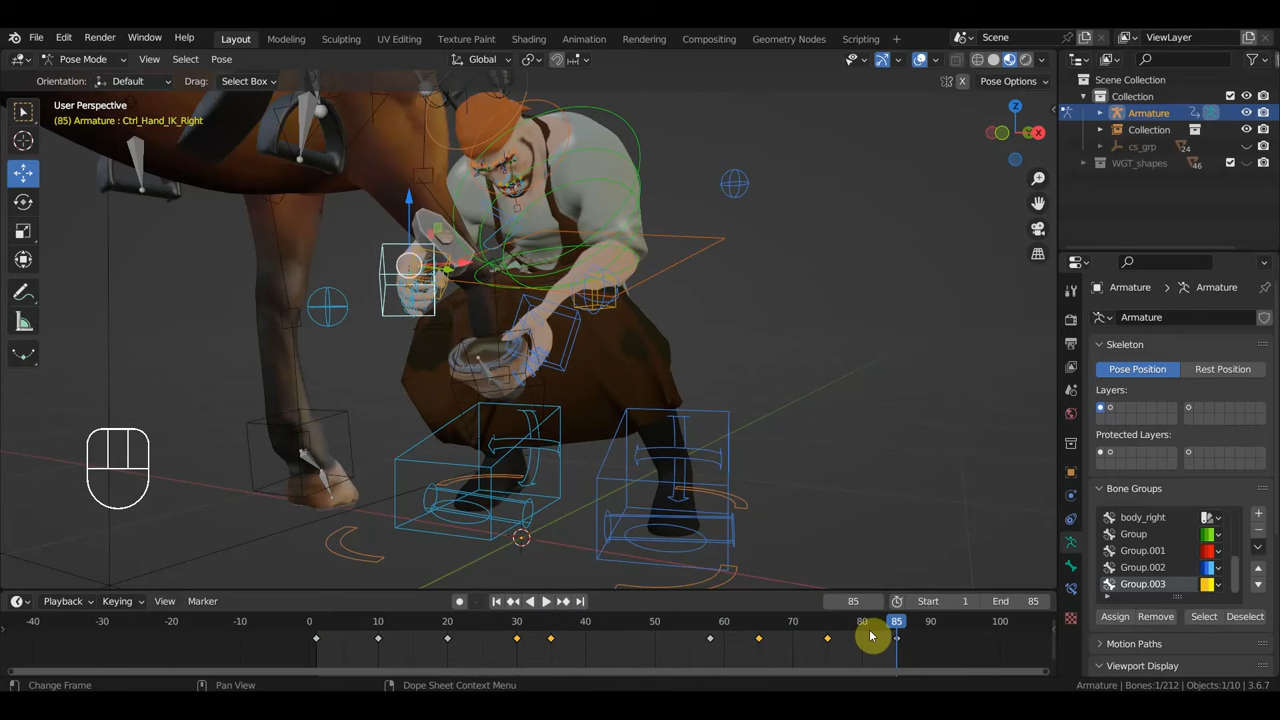 File Edit Render Window Help Layout Modeling Sculpting UV Editing Texture Paint Shading Animation Rendering Compositing Geometry Nodes Scripting + Scene ViewLayer
Pose Mode View Select Pose Global
Orientation: Default Drag: Select Box X Pose Options
User Perspective
(85) Armature : Ctrl_Hand_IK_Right
Z
X
Scene Collection
Collection
Armature
Collection
cs_grp 24
WGT_shapes 46
Armature Armature
Armature
Skeleton
Pose Position Rest Position
Layers:
Protected Layers:
Bone Groups
body_right
Group
Group.001
Group.002
Group.003
Assign Remove Select Deselect
Motion Paths
Viewport Display
Playback Keying View Marker 85 Start 1 End 85
-40 -30 -20 -10 0 10 20 30 40 50 60 70 80 85 90 100
Change Frame Pan View Dope Sheet Context Menu Armature | Bones:1/212 | Objects:1/10 | 3.6.7